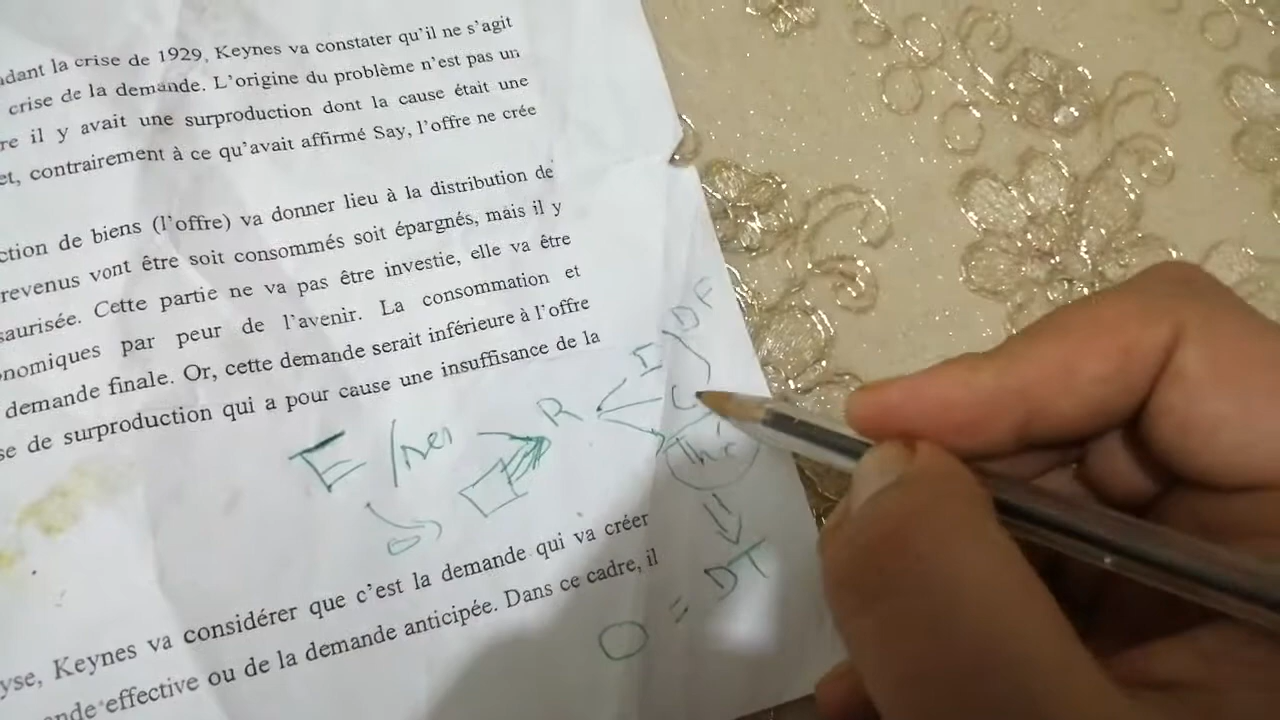 ndant la crise de 1929, Keynes va constater qu'il ne s'agit
crise de la demande. L'origine du problème n'est pas un
re il y avait une surproduction dont la cause était une
et, contrairement à ce qu'avait affirmé Say, l'offre ne crée
ction de biens (l'offre) va donner lieu à la distribution de
revenus vont être soit consommés soit épargnés, mais il y
saurisée. Cette partie ne va pas être investie, elle va être
nomiques par peur de l'avenir. La consommation et
demande finale. Or, cette demande serait inférieure à l'offre
se de surproduction qui a pour cause une insuffisance de la
DF
I
R
C
E
Thé
DT
O =
yse, Keynes va considérer que c'est la demande qui va créer
ande effective ou de la demande anticipée. Dans ce cadre, il